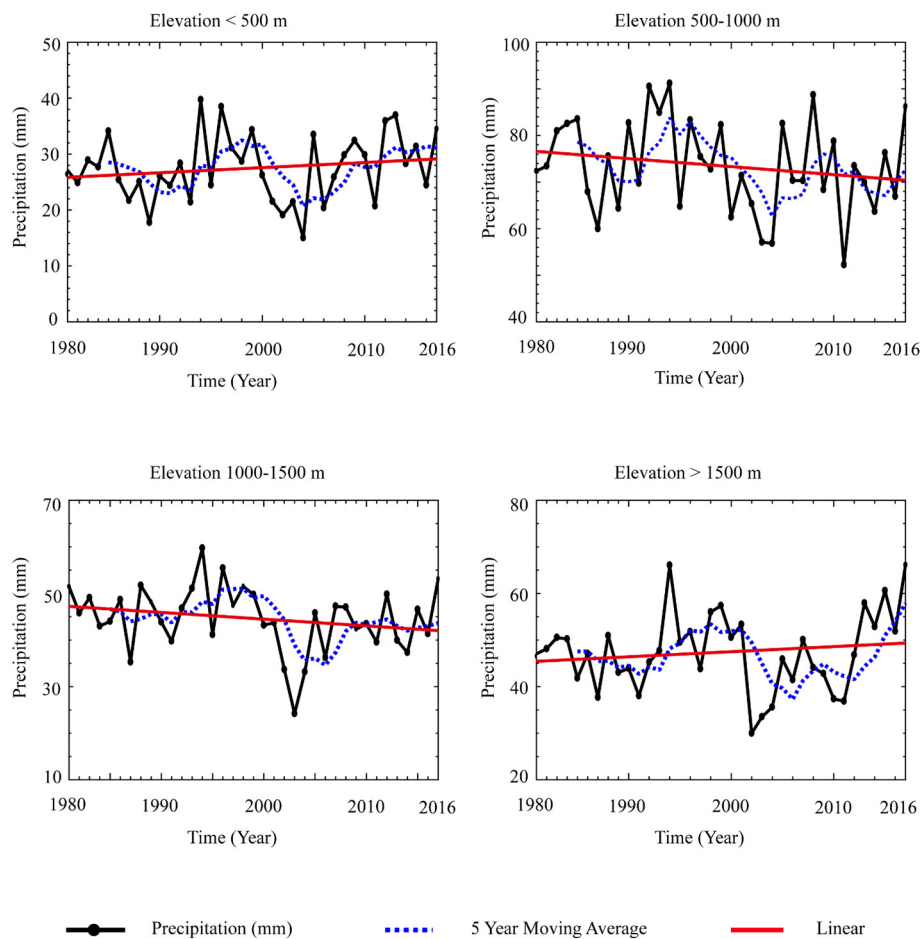 Elevation < 500 m
Elevation 500-1000 m
Precipitation (mm)
50
40
30
20
10
0
1980
1990
2000
2010
2016
Time (Year)
Precipitation (mm)
100
80
60
40
1980
1990
2000
2010
2016
Time (Year)
Elevation 1000-1500 m
Elevation > 1500 m
Precipitation (mm)
70
50
30
10
1980
1990
2000
2010
2016
Time (Year)
Precipitation (mm)
80
60
40
20
1980
1990
2000
2010
2016
Time (Year)
Precipitation (mm)
5 Year Moving Average
Linear